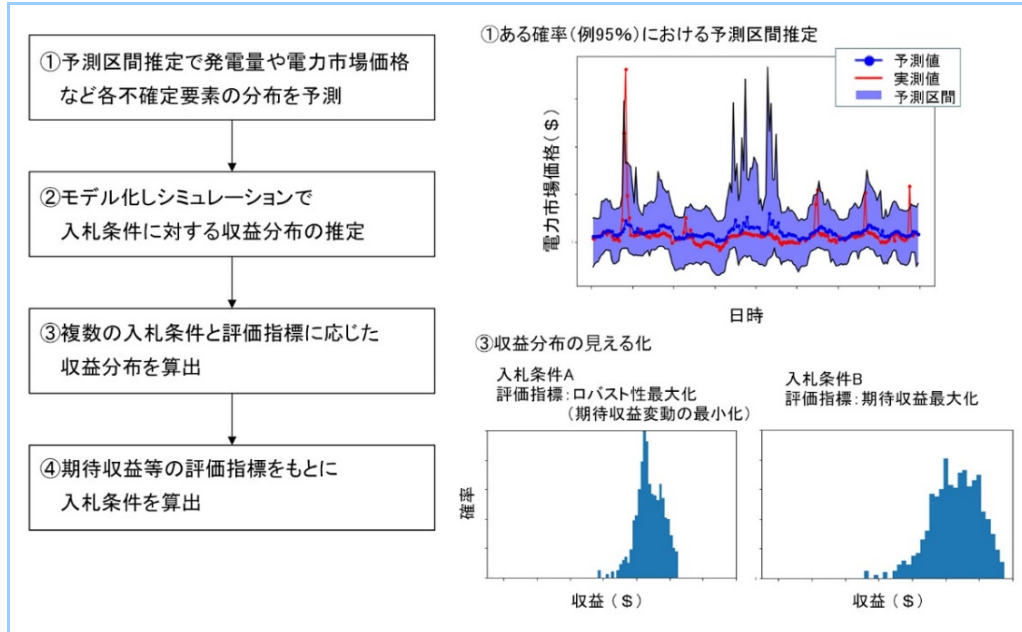 ①予測区間推定で発電量や電力市場価格
など各不確定要素の分布を予測
②モデル化しシミュレーションで
入札条件に対する収益分布の推定
③複数の入札条件と評価指標に応じた
収益分布を算出
④期待収益等の評価指標をもとに
入札条件を算出
①ある確率(例95%)における予測区間推定
予測値
実測値
予測区間
電力市場価格($)
日時
③収益分布の見える化
入札条件A
評価指標:ロバスト性最大化
(期待収益変動の最小化)
確率
収益($)
入札条件B
評価指標:期待収益最大化
収益($)